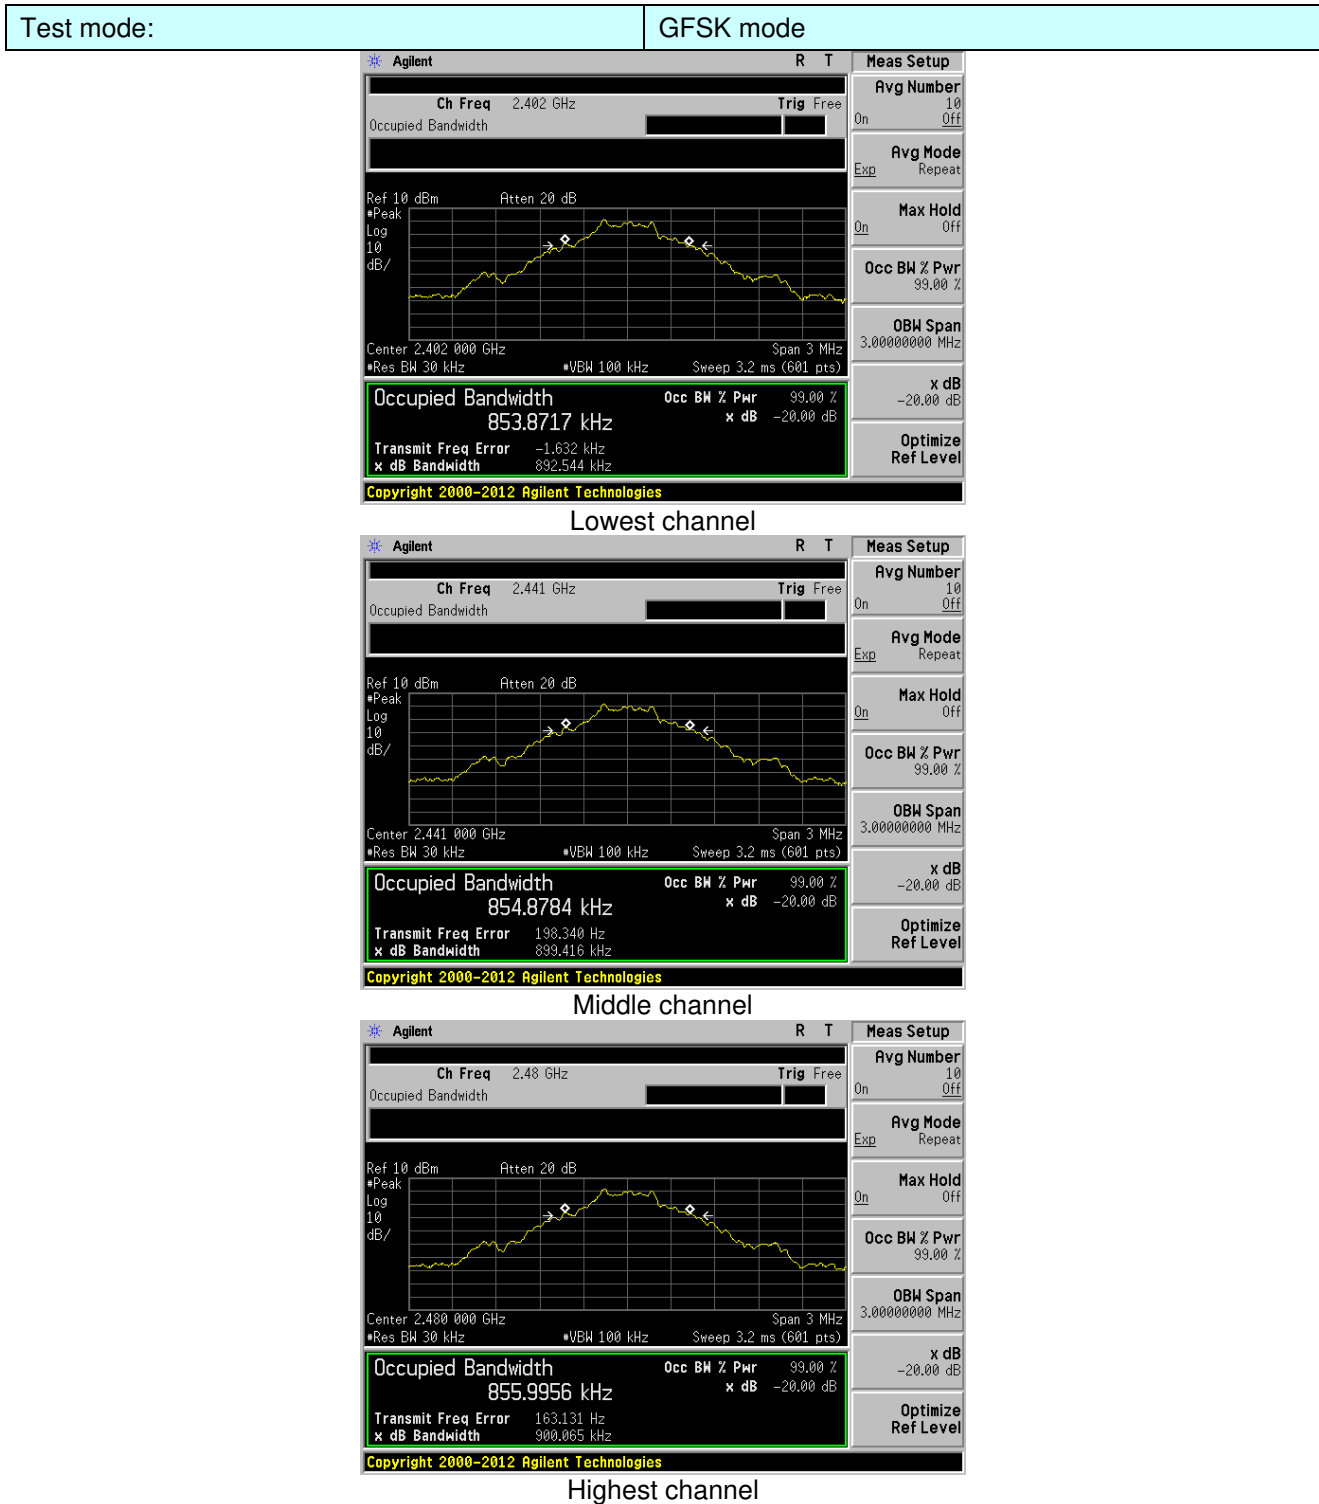 Test mode: GFSK mode
Agilent R T Meas Setup
Ch Freq 2.402 GHz Trig Free
Occupied Bandwidth
Avg Number
10
On Off
Avg Mode
Exp Repeat
Max Hold
On Off
Occ BW % Pwr
99.00 %
OBW Span
3.00000000 MHz
x dB
-20.00 dB
Optimize
Ref Level
Ref 10 dBm Atten 20 dB
#Peak
Log
10
dB/
Center 2.402 000 GHz Span 3 MHz
#Res BW 30 kHz #VBW 100 kHz Sweep 3.2 ms (601 pts)
Occupied Bandwidth Occ BW % Pwr 99.00 %
853.8717 kHz x dB -20.00 dB
Transmit Freq Error -1.632 kHz
x dB Bandwidth 892.544 kHz
Copyright 2000-2012 Agilent Technologies
Lowest channel
Agilent R T Meas Setup
Ch Freq 2.441 GHz Trig Free
Occupied Bandwidth
Avg Number
10
On Off
Avg Mode
Exp Repeat
Max Hold
On Off
Occ BW % Pwr
99.00 %
OBW Span
3.00000000 MHz
x dB
-20.00 dB
Optimize
Ref Level
Ref 10 dBm Atten 20 dB
#Peak
Log
10
dB/
Center 2.441 000 GHz Span 3 MHz
#Res BW 30 kHz #VBW 100 kHz Sweep 3.2 ms (601 pts)
Occupied Bandwidth Occ BW % Pwr 99.00 %
854.8784 kHz x dB -20.00 dB
Transmit Freq Error 198.340 Hz
x dB Bandwidth 899.416 kHz
Copyright 2000-2012 Agilent Technologies
Middle channel
Agilent R T Meas Setup
Ch Freq 2.48 GHz Trig Free
Occupied Bandwidth
Avg Number
10
On Off
Avg Mode
Exp Repeat
Max Hold
On Off
Occ BW % Pwr
99.00 %
OBW Span
3.00000000 MHz
x dB
-20.00 dB
Optimize
Ref Level
Ref 10 dBm Atten 20 dB
#Peak
Log
10
dB/
Center 2.480 000 GHz Span 3 MHz
#Res BW 30 kHz #VBW 100 kHz Sweep 3.2 ms (601 pts)
Occupied Bandwidth Occ BW % Pwr 99.00 %
855.9956 kHz x dB -20.00 dB
Transmit Freq Error 163.131 Hz
x dB Bandwidth 900.065 kHz
Copyright 2000-2012 Agilent Technologies
Highest channel